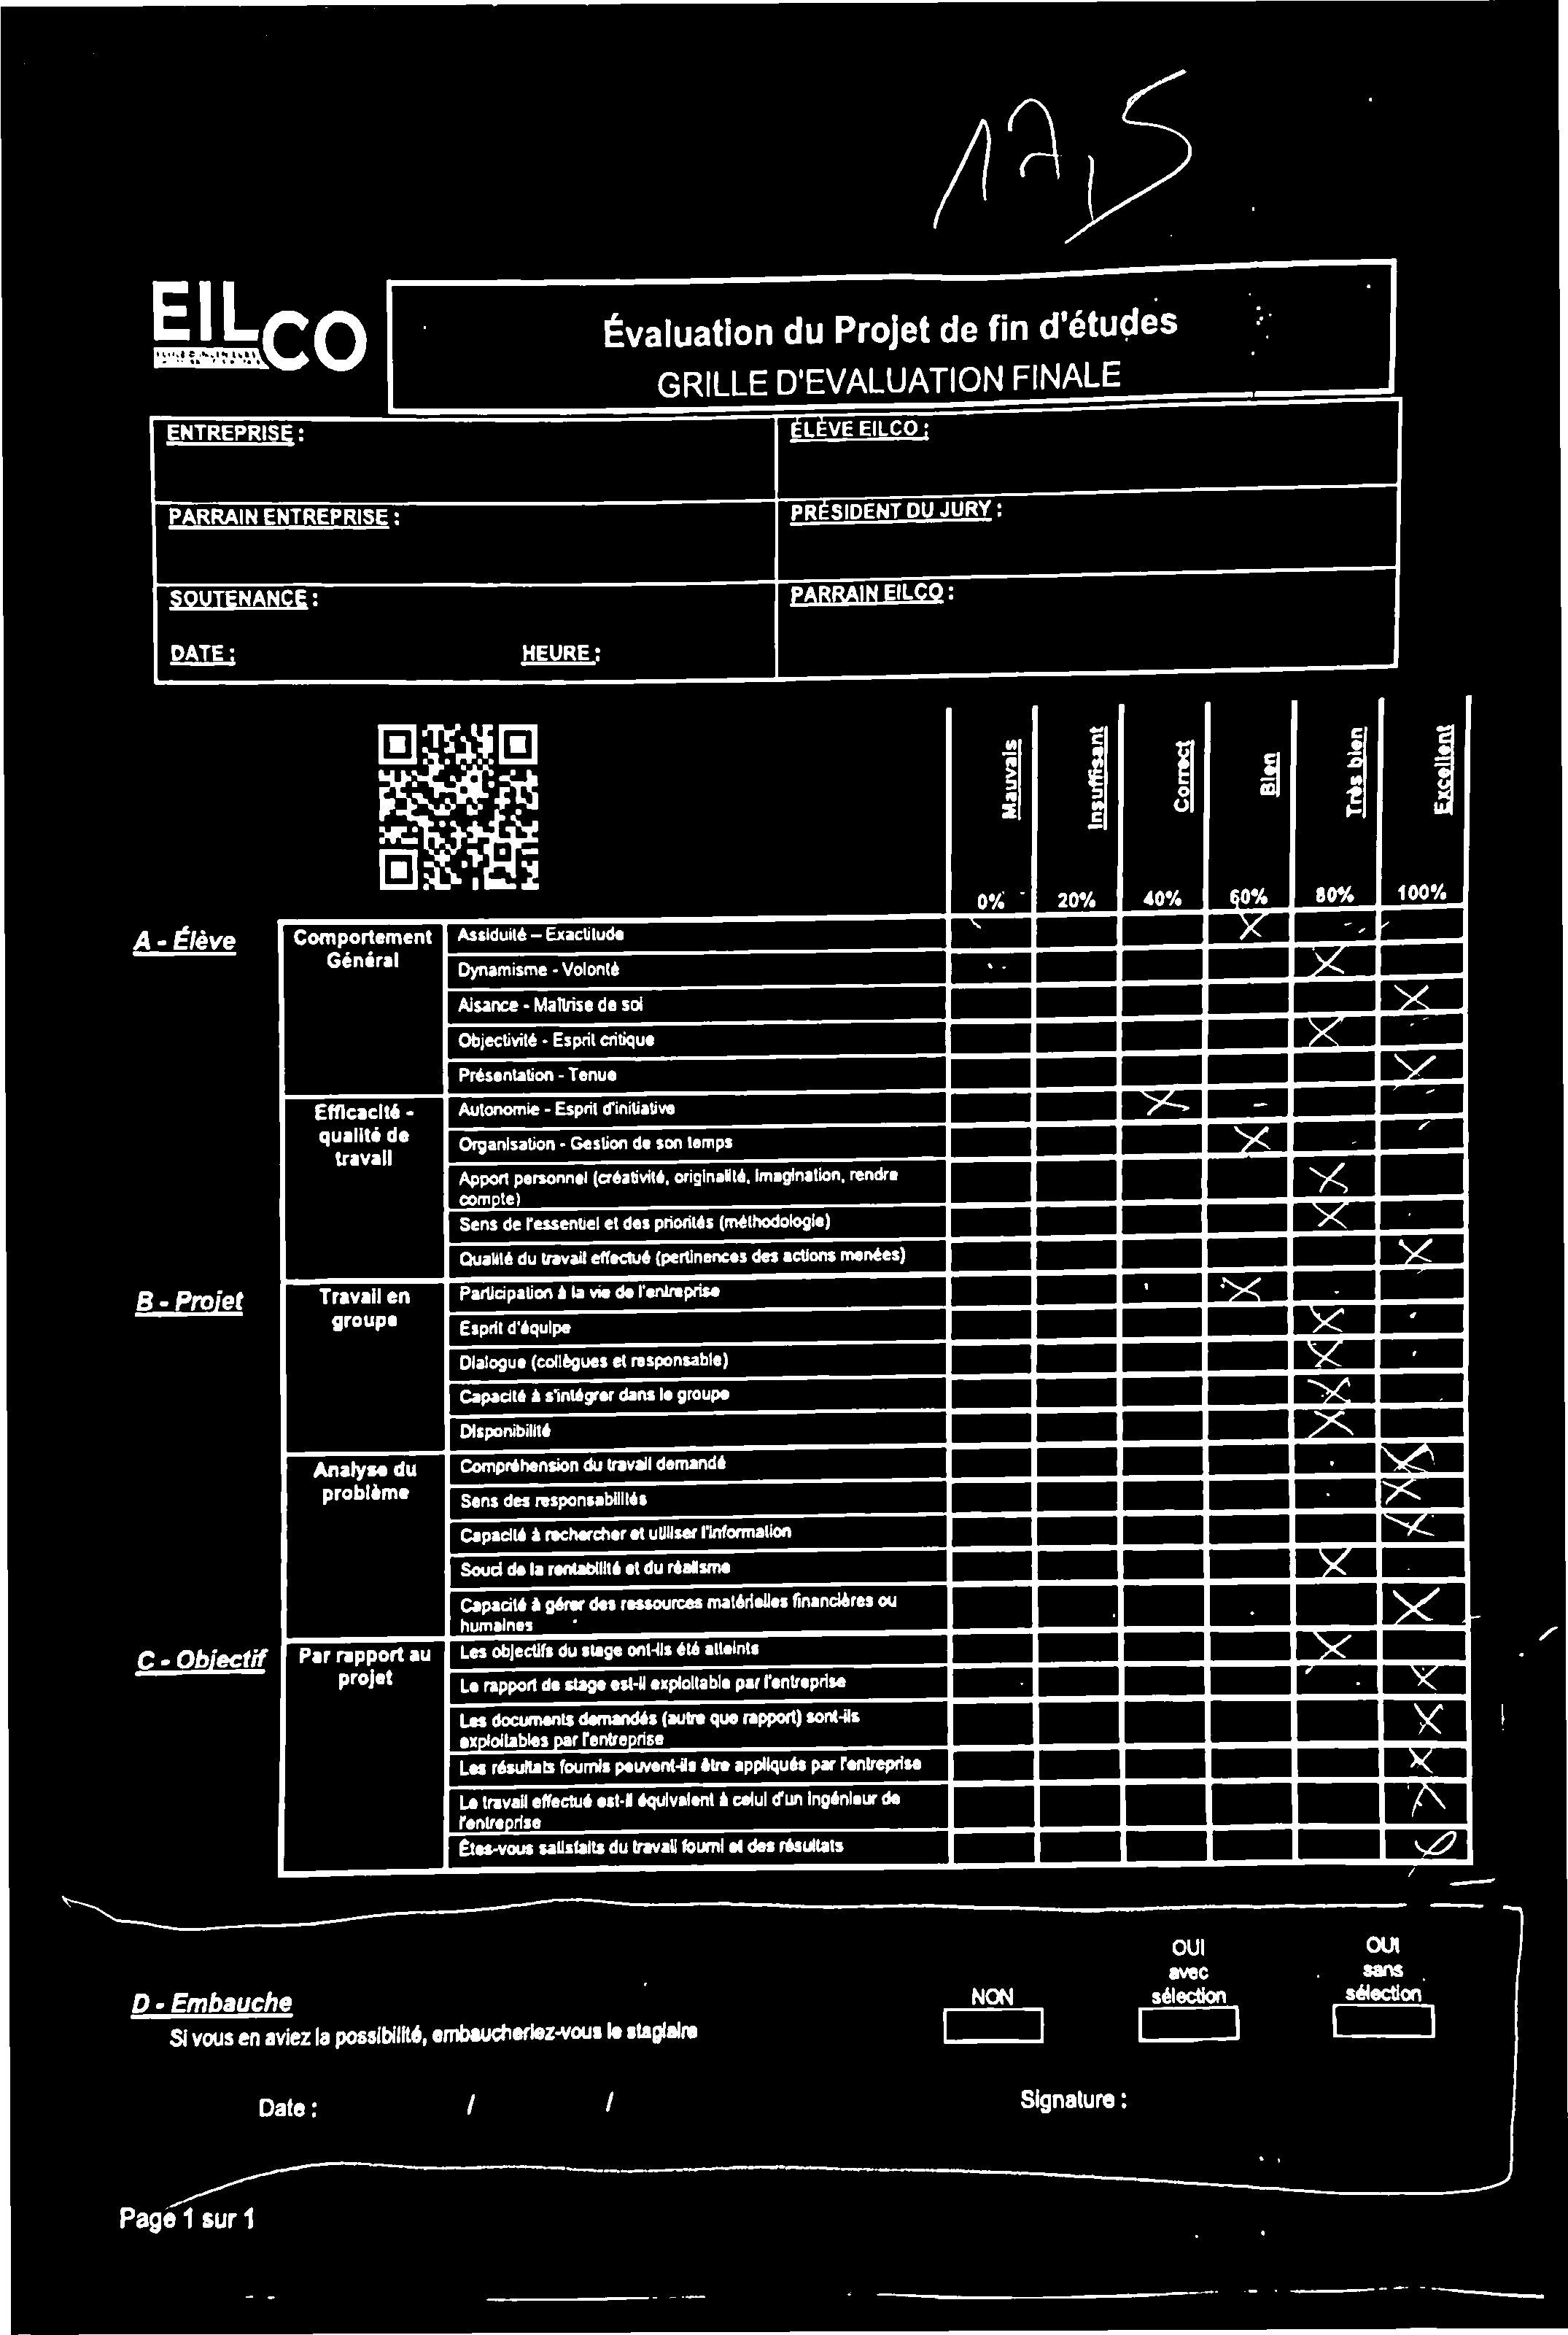 17,5
EILCO
Évaluation du Projet de fin d'études
GRILLE D'EVALUATION FINALE
ENTREPRISE :
ÉLÈVE EILCO :
PARRAIN ENTREPRISE :
PRÉSIDENT DU JURY :
SOUTENANCE :
PARRAIN EILCO :
DATE :
HEURE :
Mauvais
Insuffisant
Correct
Bien
Très bien
Excellent
0% 20% 40% 60% 80% 100%
A - Élève
Comportement Général
Assiduité – Exactitude
Dynamisme - Volonté
Aisance - Maîtrise de soi
Objectivité - Esprit critique
Présentation - Tenue
Efficacité - qualité de travail
Autonomie - Esprit d'initiative
Organisation - Gestion de son temps
Apport personnel (créativité, originalité, imagination, rendre
compte)
Sens de l'essentiel et des priorités (méthodologie)
Qualité du travail effectué (pertinences des actions menées)
B - Projet
Travail en groupe
Participation à la vie de l'entreprise
Esprit d'équipe
Dialogue (collègues et responsable)
Capacité à s'intégrer dans le groupe
Disponibilité
Analyse du problème
Compréhension du travail demandé
Sens des responsabilités
Capacité à rechercher et utiliser l'information
Souci de la rentabilité et du réalisme
Capacité à gérer des ressources matérielles financières ou
humaines
C - Objectif
Par rapport au projet
Les objectifs du stage ont-ils été atteints
Le rapport de stage est-il exploitable par l'entreprise
Les documents demandés (autre que rapport) sont-ils
exploitables par l'entreprise
Les résultats fournis peuvent-ils être appliqués par l'entreprise
Le travail effectué est-il équivalent à celui d'un ingénieur de
l'entreprise
Êtes-vous satisfaits du travail fourni et des résultats
D - Embauche
NON
OUI avec sélection
OUI sans sélection
Si vous en aviez la possibilité, embaucheriez-vous le stagiaire
Date : / /
Signature :
Page 1 sur 1